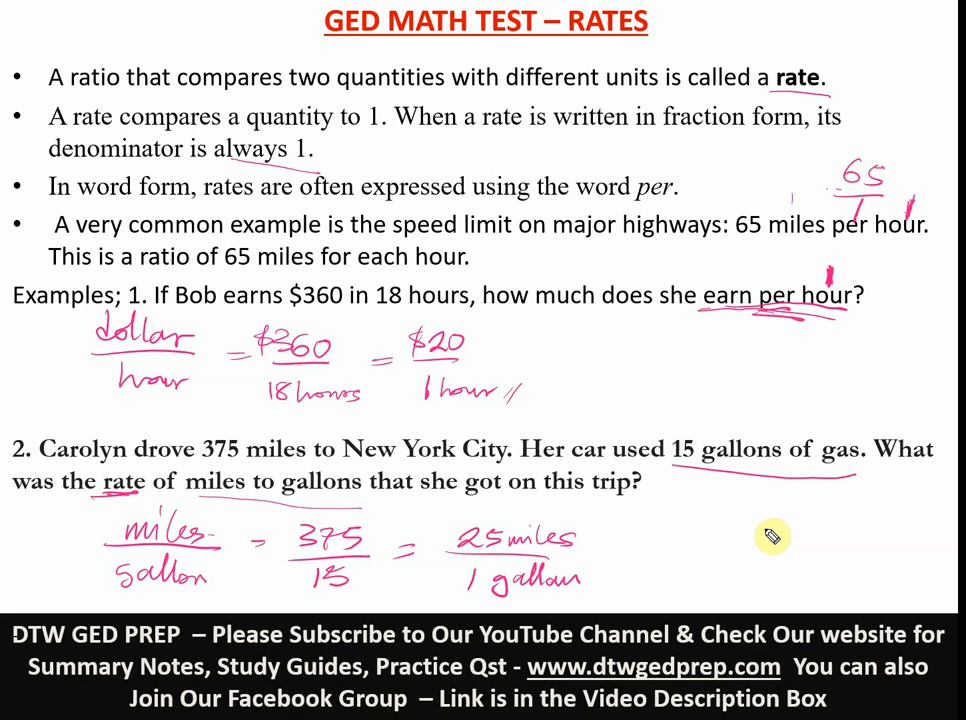 GED MATH TEST – RATES
• A ratio that compares two quantities with different units is called a rate.
• A rate compares a quantity to 1. When a rate is written in fraction form, its
denominator is always 1.
• In word form, rates are often expressed using the word per.
65
1
• A very common example is the speed limit on major highways: 65 miles per hour.
This is a ratio of 65 miles for each hour.
1
Examples; 1. If Bob earns $360 in 18 hours, how much does she earn per hour?
dollar = $360 = $20
hour 18 hours 1 hour //
2. Carolyn drove 375 miles to New York City. Her car used 15 gallons of gas. What
was the rate of miles to gallons that she got on this trip?
miles = 375 = 25 miles
gallon 15 1 gallon
DTW GED PREP – Please Subscribe to Our YouTube Channel & Check Our website for
Summary Notes, Study Guides, Practice Qst - www.dtwgedprep.com You can also
Join Our Facebook Group – Link is in the Video Description Box